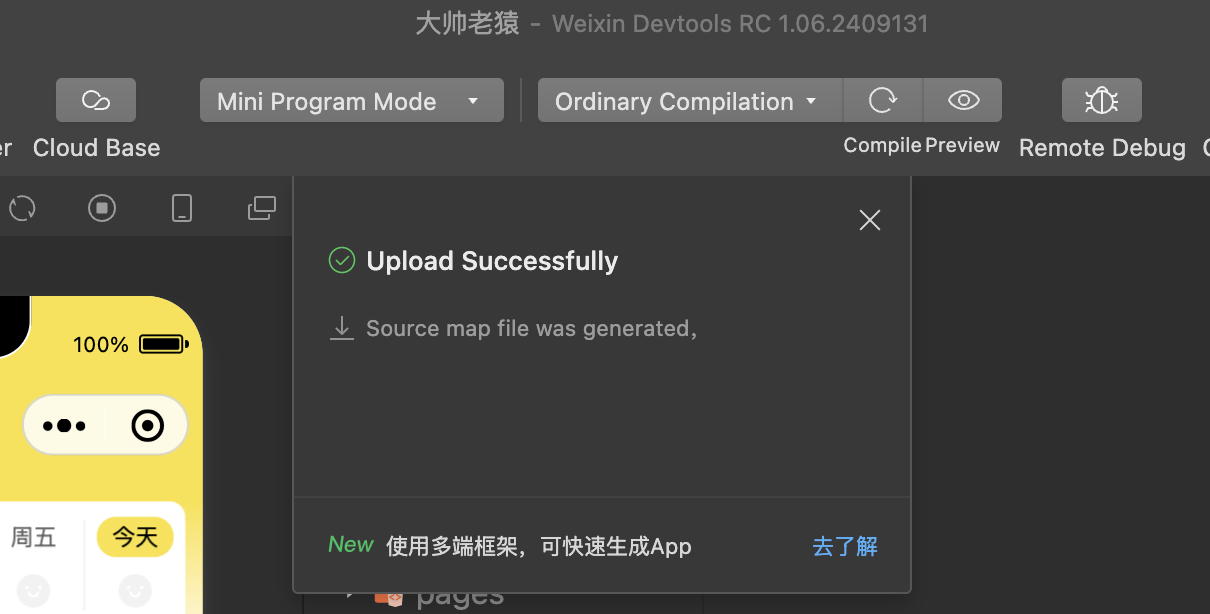 大帅老猿 - Weixin Devtools RC 1.06.2409131
Mini Program Mode
Ordinary Compilation
er Cloud Base
Compile Preview Remote Debug
Upload Successfully
Source map file was generated,
100%
周五
今天
New 使用多端框架，可快速生成App
去了解
pages